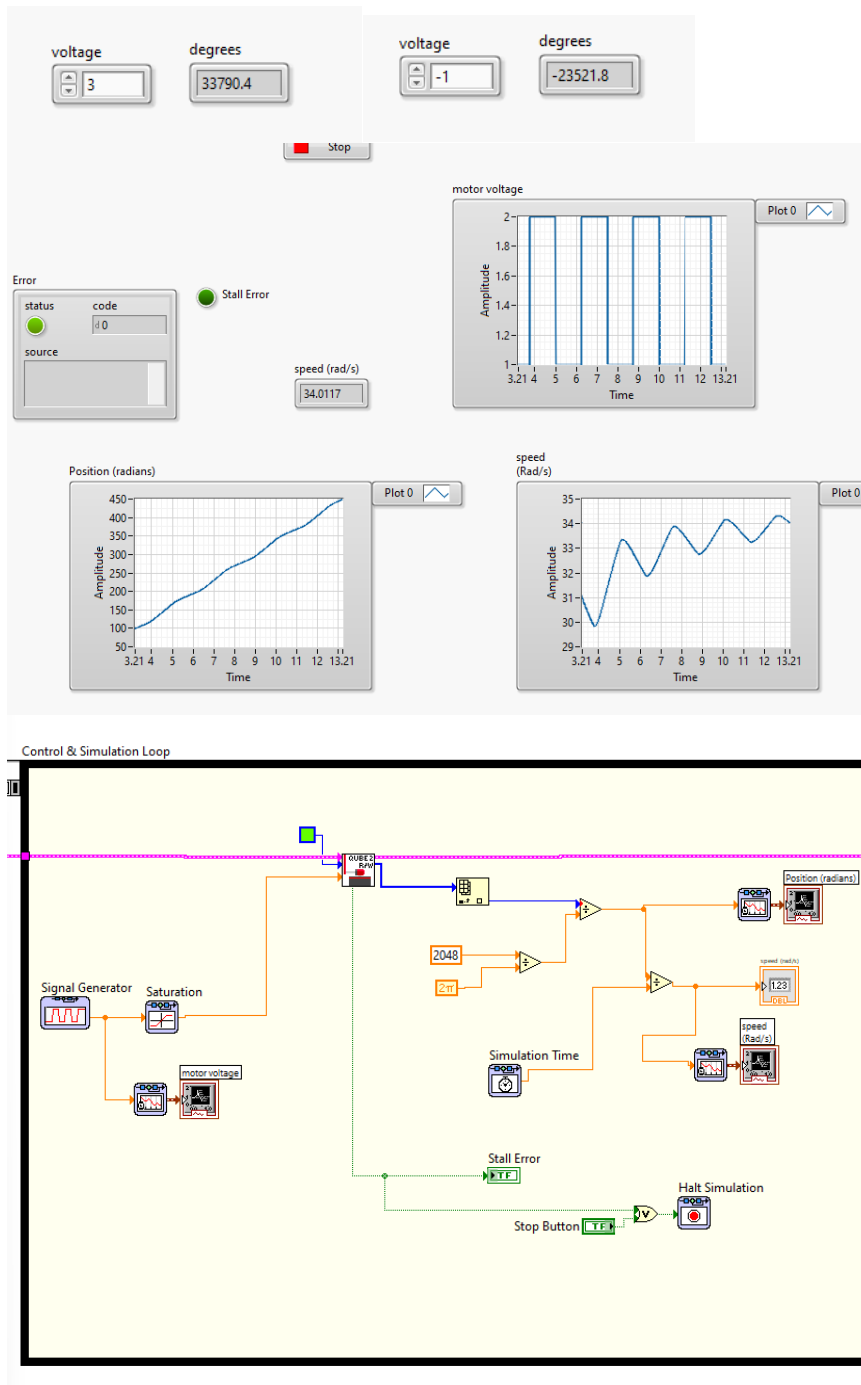 voltage
degrees
3
33790.4
voltage
degrees
-1
-23521.8
Stop
motor voltage
Plot 0
2
1.8
1.6
1.4
1.2
1
Amplitude
3.21 4 5 6 7 8 9 10 11 12 13.21
Time
Error
status
code
d 0
source
Stall Error
speed (rad/s)
34.0117
Position (radians)
Plot 0
450
400
350
300
250
200
150
100
50
Amplitude
3.21 4 5 6 7 8 9 10 11 12 13.21
Time
speed
(Rad/s)
Plot 0
35
34
33
32
31
30
29
Amplitude
3.21 4 5 6 7 8 9 10 11 12 13.21
Time
Control & Simulation Loop
QUBE2
R/W
Position (radians)
2048
2π
speed (rad/s)
1.23
DBL
Signal Generator
Saturation
motor voltage
speed
(Rad/s)
Simulation Time
Stall Error
TF
Halt Simulation
Stop Button
TF